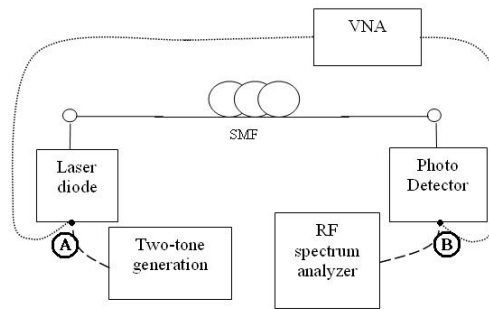 VNA
SMF
Laser
diode
Photo
Detector
A
B
Two-tone
generation
RF
spectrum
analyzer